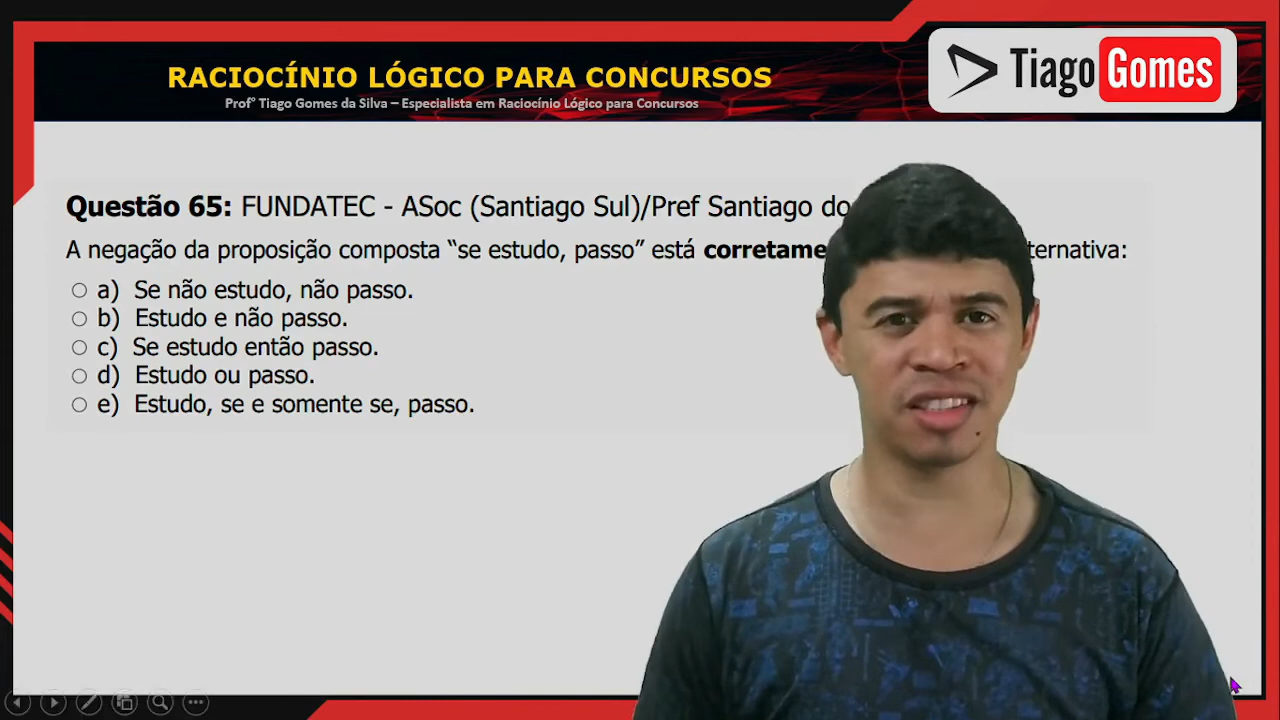 RACIOCÍNIO LÓGICO PARA CONCURSOS
Profº Tiago Gomes da Silva – Especialista em Raciocínio Lógico para Concursos
Tiago Gomes
Questão 65: FUNDATEC - ASoc (Santiago Sul)/Pref Santiago do
A negação da proposição composta “se estudo, passo” está
a) Se não estudo, não passo.
b) Estudo e não passo.
c) Se estudo então passo.
d) Estudo ou passo.
e) Estudo, se e somente se, passo.